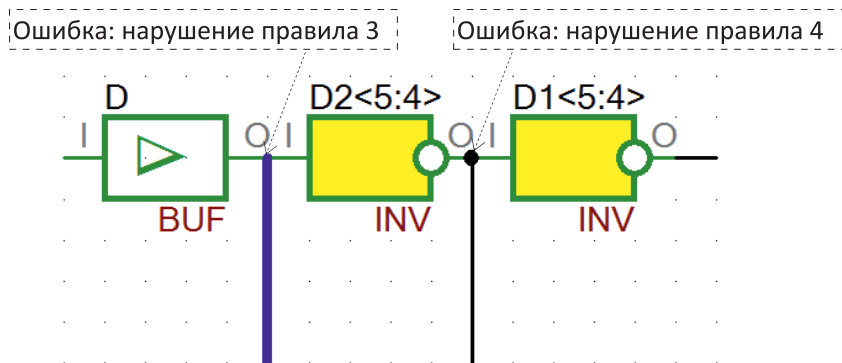 Ошибка: нарушение правила 3
Ошибка: нарушение правила 4
D D2<5:4> D1<5:4>
I O I O I O
BUF INV INV